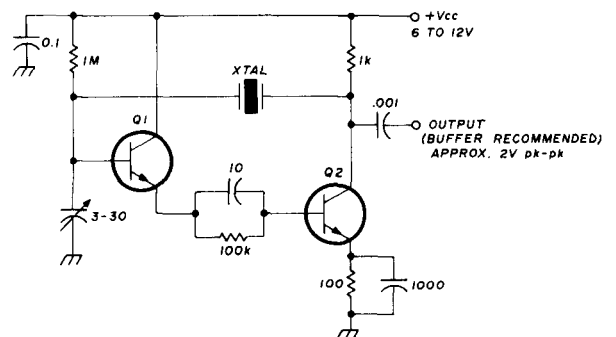 +Vcc
6 TO 12V
0.1
1M
XTAL
1k
.001
OUTPUT
(BUFFER RECOMMENDED)
APPROX. 2V pk-pk
Q1
Q2
10
3-30
100k
100
1000